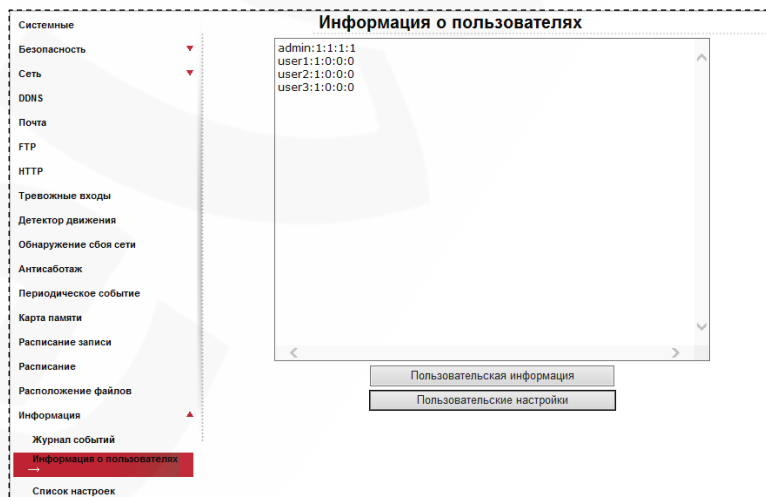 Информация о пользователях
Системные
Безопасность
Сеть
DDNS
Почта
FTP
HTTP
Тревожные входы
Детектор движения
Обнаружение сбоя сети
Антисаботаж
Периодическое событие
Карта памяти
Расписание записи
Расписание
Расположение файлов
Информация
Журнал событий
Информация о пользователях
Список настроек
admin:1:1:1:1
user1:1:0:0:0
user2:1:0:0:0
user3:1:0:0:0
Пользовательская информация
Пользовательские настройки